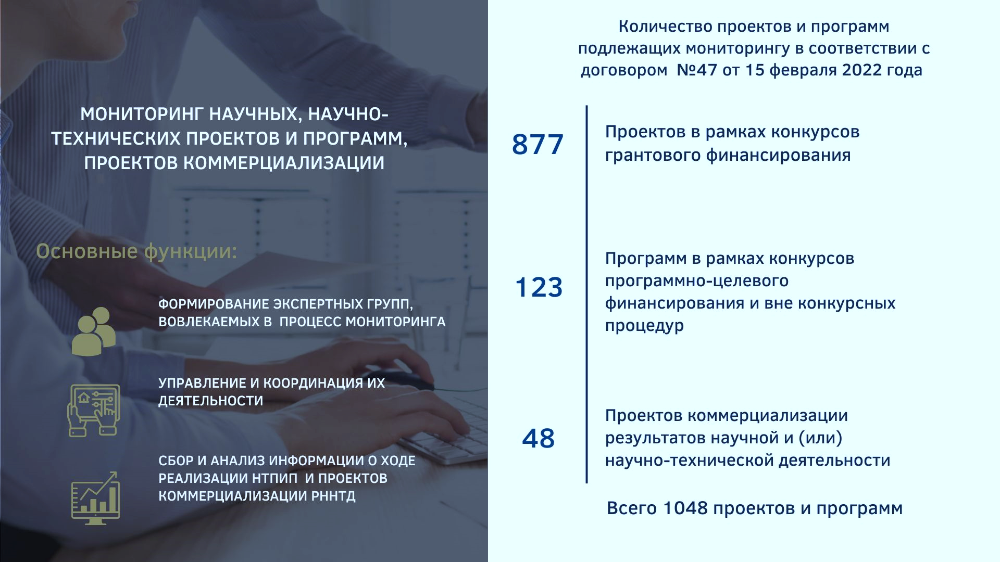 МОНИТОРИНГ НАУЧНЫХ, НАУЧНО-
ТЕХНИЧЕСКИХ ПРОЕКТОВ И ПРОГРАММ,
ПРОЕКТОВ КОММЕРЦИАЛИЗАЦИИ
Основные функции:
ФОРМИРОВАНИЕ ЭКСПЕРТНЫХ ГРУПП,
ВОВЛЕКАЕМЫХ В ПРОЦЕСС МОНИТОРИНГА
УПРАВЛЕНИЕ И КООРДИНАЦИЯ ИХ
ДЕЯТЕЛЬНОСТИ
СБОР И АНАЛИЗ ИНФОРМАЦИИ О ХОДЕ
РЕАЛИЗАЦИИ НТПИП И ПРОЕКТОВ
КОММЕРЦИАЛИЗАЦИИ РННТД
Количество проектов и программ
подлежащих мониторингу в соответствии с
договором №47 от 15 февраля 2022 года
877
Проектов в рамках конкурсов
грантового финансирования
123
Программ в рамках конкурсов
программно-целевого
финансирования и вне конкурсных
процедур
48
Проектов коммерциализации
результатов научной и (или)
научно-технической деятельности
Всего 1048 проектов и программ